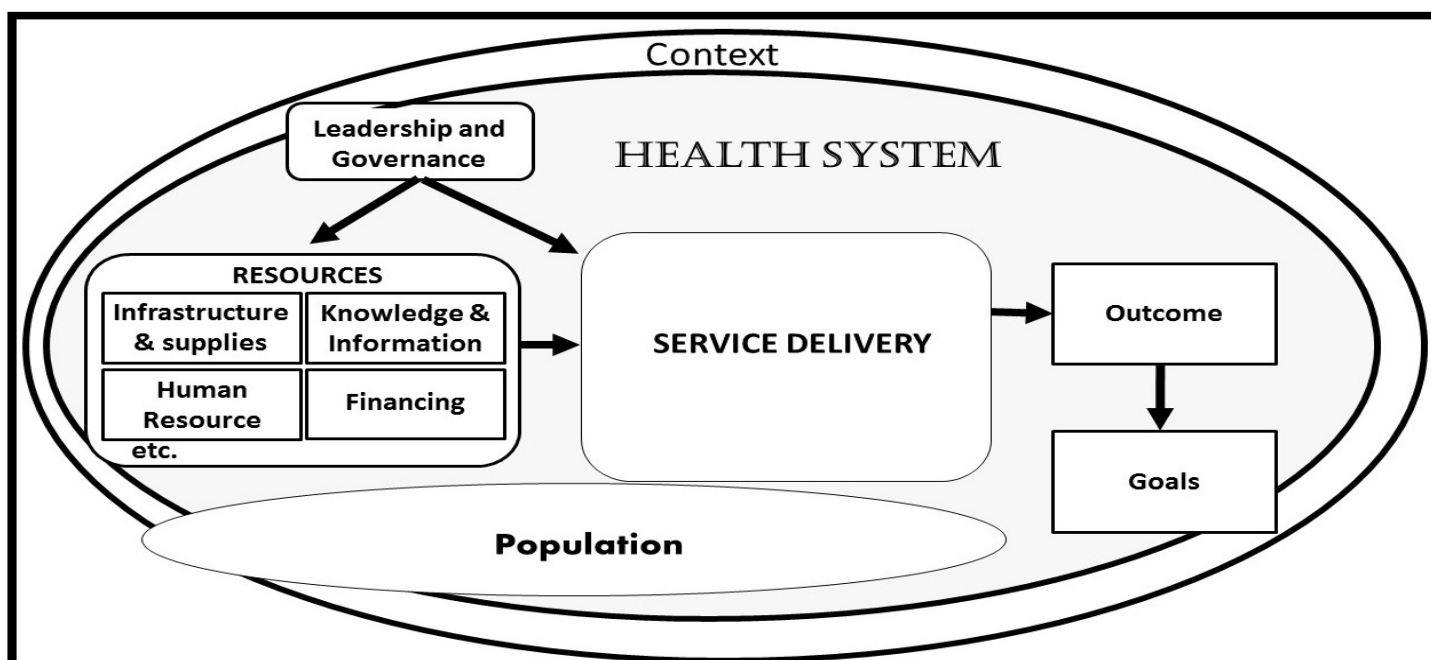 Context
Leadership and
Governance
HEALTH SYSTEM
RESOURCES
Infrastructure
& supplies
Knowledge &
Information
Human
Resource
etc.
Financing
SERVICE DELIVERY
Outcome
Goals
Population